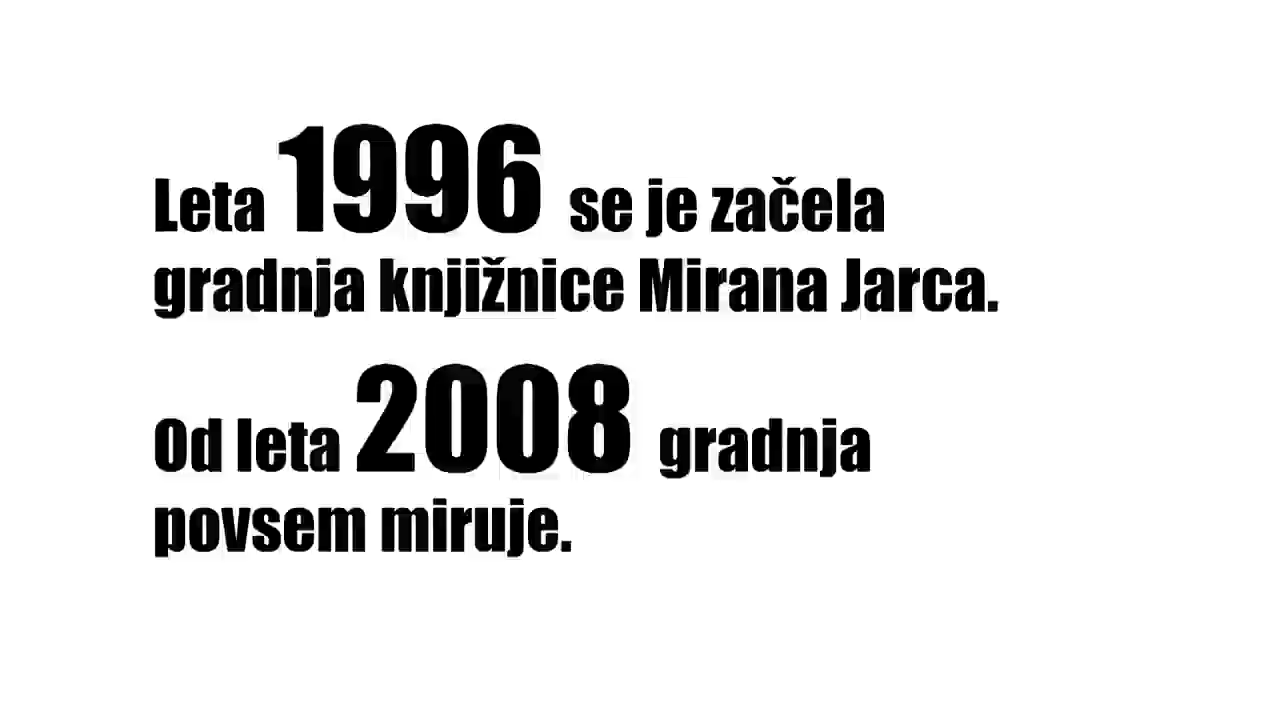 Leta 1996 se je začela
gradnja knjižnice Mirana Jarca.
Od leta 2008 gradnja
povsem miruje.